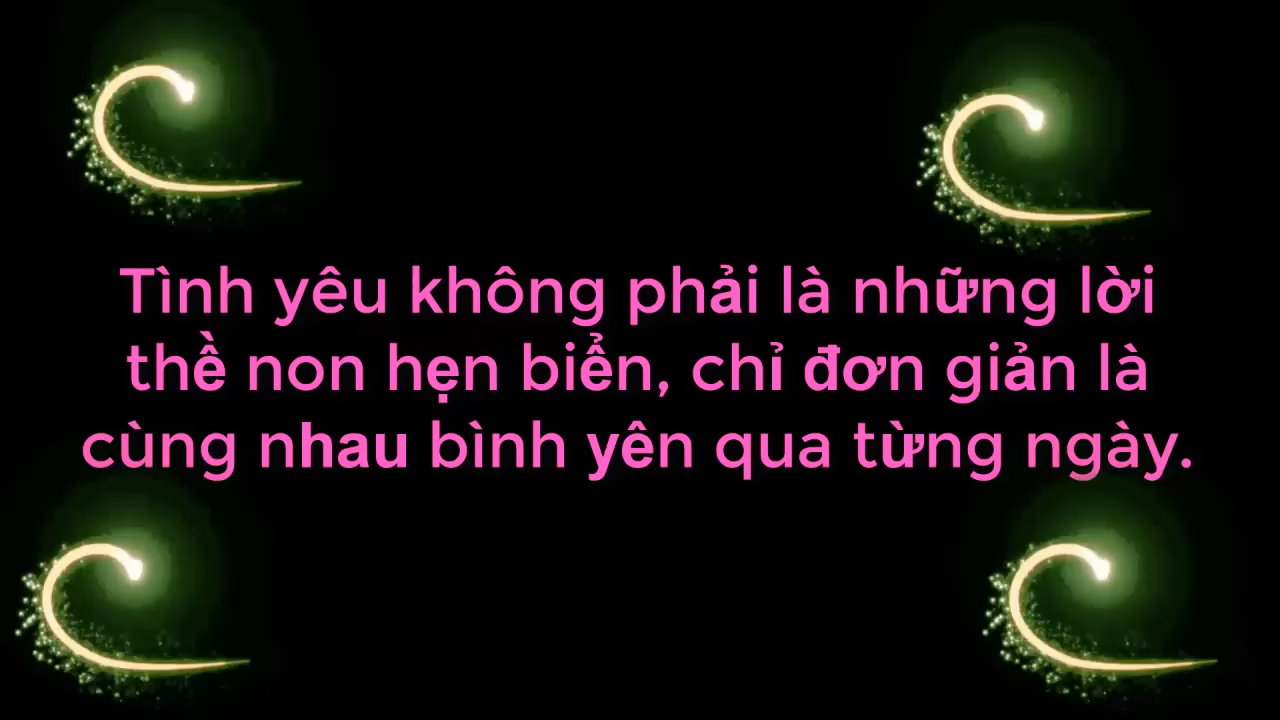 Tình yêu không phải là những lời
thề non hẹn biển, chỉ đơn giản là
cùng nhau bình yên qua từng ngày.